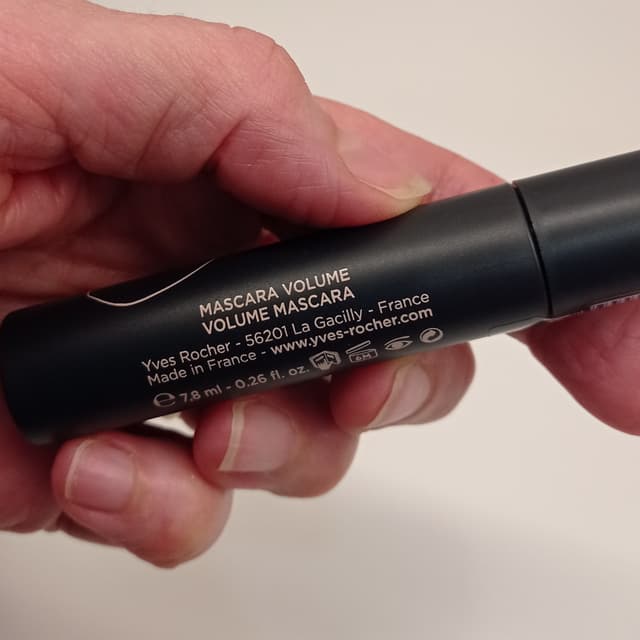 MASCARA VOLUME
VOLUME MASCARA
Yves Rocher - 56201 La Gacilly - France
Made in France - www.yves-rocher.com
℮ 7.8 ml - 0.26 fl. oz.
6M